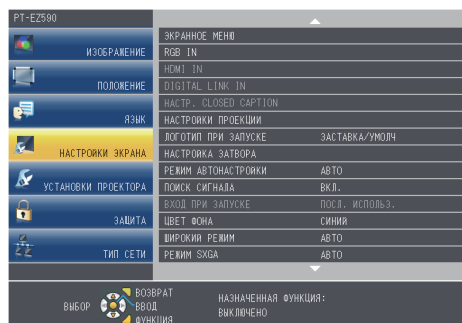 PT-EZ590
ИЗОБРАЖЕНИЕ
ПОЛОЖЕНИЕ
ЯЗЫК
НАСТРОЙКИ ЭКРАНА
УСТАНОВКИ ПРОЕКТОРА
ЗАЩИТА
ТИП СЕТИ
ЭКРАННОЕ МЕНЮ
RGB IN
HDMI IN
DIGITAL LINK IN
НАСТР. CLOSED CAPTION
НАСТРОЙКИ ПРОЕКЦИИ
ЛОГОТИП ПРИ ЗАПУСКЕ ЗАСТАВКА/УМОЛЧ
НАСТРОЙКА ЗАТВОРА
РЕЖИМ АВТОНАСТРОЙКИ АВТО
ПОИСК СИГНАЛА ВКЛ.
ВХОД ПРИ ЗАПУСКЕ ПОСЛ. ИСПОЛЬЗ.
ЦВЕТ ФОНА СИНИЙ
ШИРОКИЙ РЕЖИМ АВТО
РЕЖИМ SXGA АВТО
ВЫБОР
ВОЗВРАТ
ВВОД
ФУНКЦИЯ
НАЗНАЧЕННАЯ ФУНКЦИЯ:
ВЫКЛЮЧЕНО